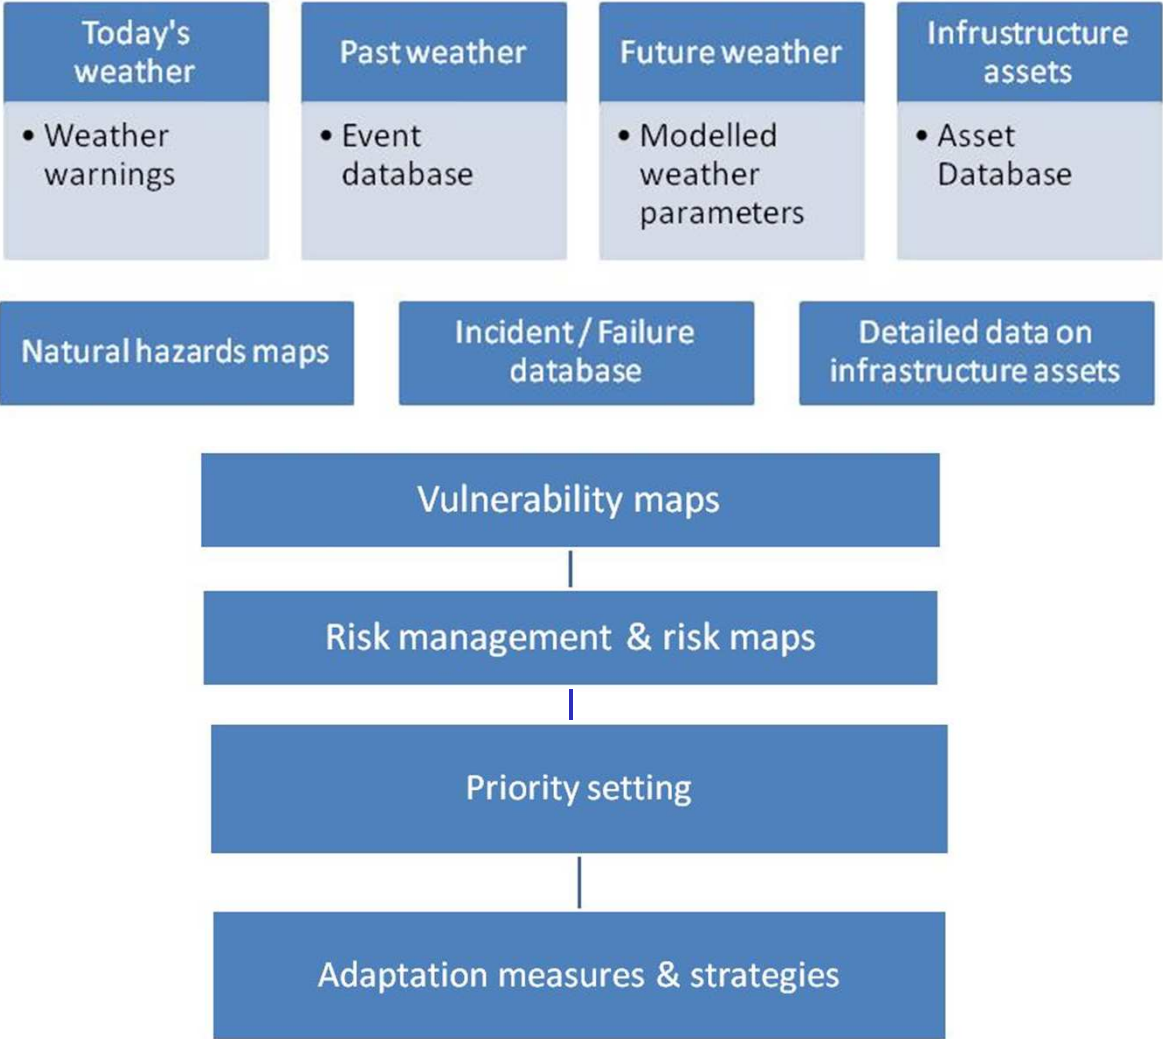 Today's
weather
Past weather
Future weather
Infrustructure
assets
• Weather
warnings
• Event
database
• Modelled
weather
parameters
• Asset
Database
Natural hazards maps
Incident / Failure
database
Detailed data on
infrastructure assets
Vulnerability maps
Risk management & risk maps
Priority setting
Adaptation measures & strategies